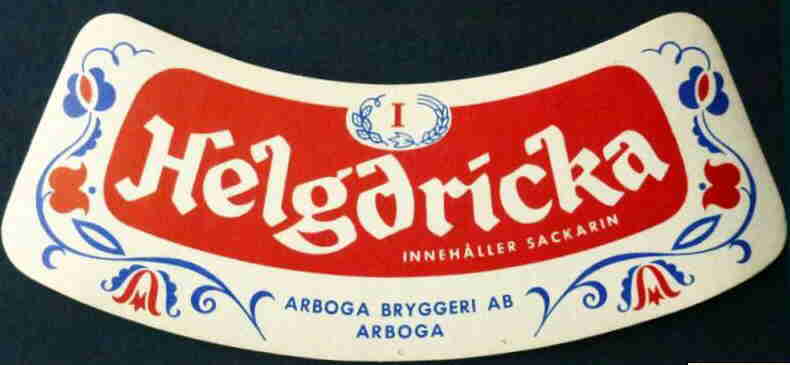 I
Helgdricka
INNEHÅLLER SACKARIN
ARBOGA BRYGGERI AB
ARBOGA